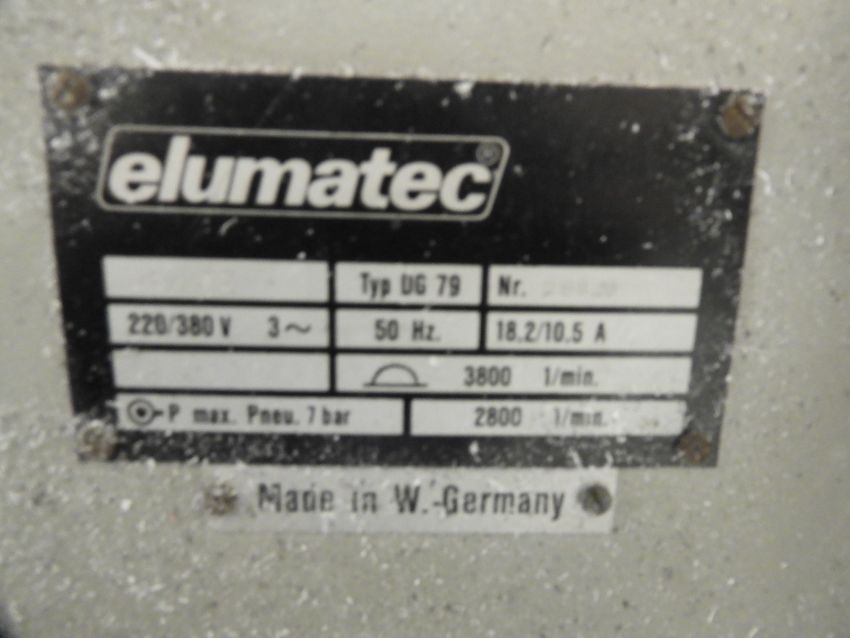 elumatec®
Typ DG 79 Nr.
220/380 V 3~ 50 Hz. 18.2/10.5 A
3800 1/min.
P max. Pneu. 7 bar 2800 1/min.
Made in W.-Germany